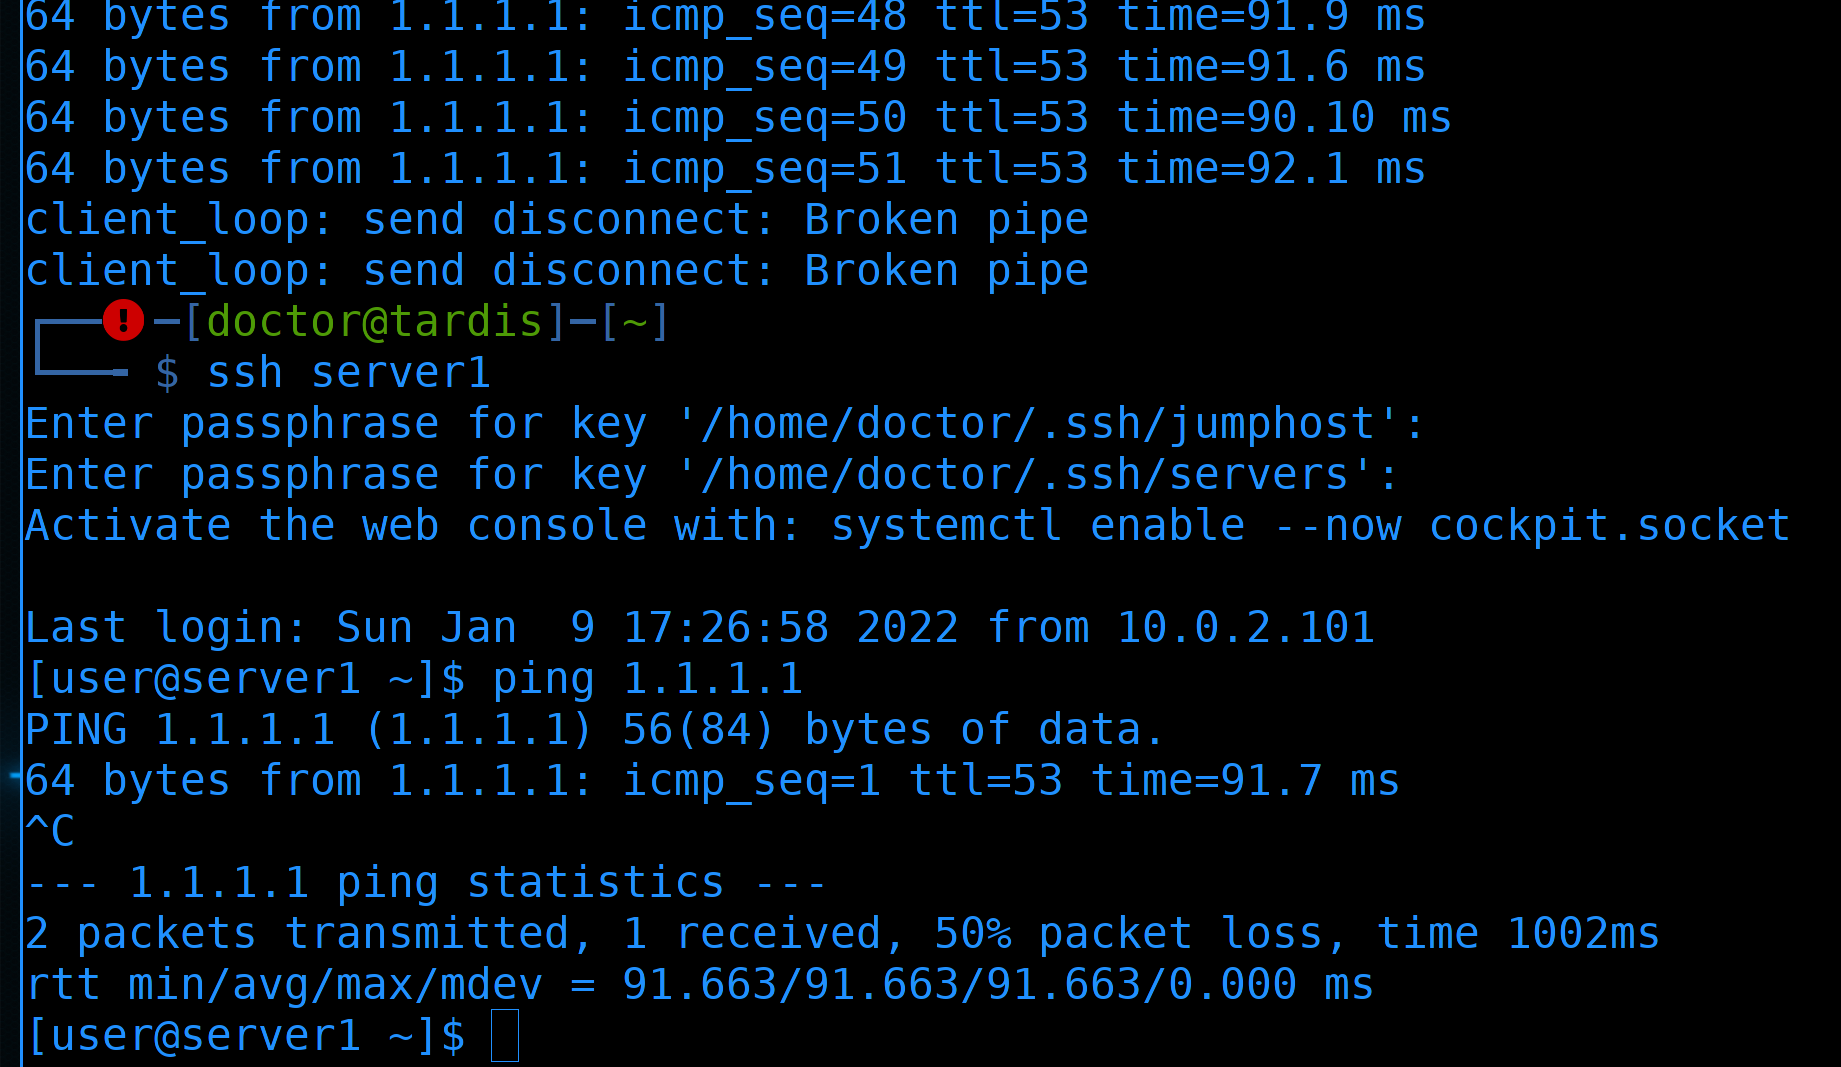 64 bytes from 1.1.1.1: icmp_seq=48 ttl=53 time=91.9 ms
64 bytes from 1.1.1.1: icmp_seq=49 ttl=53 time=91.6 ms
64 bytes from 1.1.1.1: icmp_seq=50 ttl=53 time=90.10 ms
64 bytes from 1.1.1.1: icmp_seq=51 ttl=53 time=92.1 ms
client_loop: send disconnect: Broken pipe
client_loop: send disconnect: Broken pipe
┌──!─[doctor@tardis]─[~]
└──╼ $ ssh server1
Enter passphrase for key '/home/doctor/.ssh/jumphost':
Enter passphrase for key '/home/doctor/.ssh/servers':
Activate the web console with: systemctl enable --now cockpit.socket

Last login: Sun Jan  9 17:26:58 2022 from 10.0.2.101
[user@server1 ~]$ ping 1.1.1.1
PING 1.1.1.1 (1.1.1.1) 56(84) bytes of data.
64 bytes from 1.1.1.1: icmp_seq=1 ttl=53 time=91.7 ms
^C
--- 1.1.1.1 ping statistics ---
2 packets transmitted, 1 received, 50% packet loss, time 1002ms
rtt min/avg/max/mdev = 91.663/91.663/91.663/0.000 ms
[user@server1 ~]$